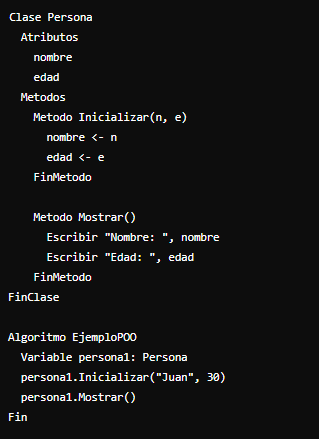 Clase Persona
  Atributos
    nombre
    edad
  Metodos
    Metodo Inicializar(n, e)
      nombre <- n
      edad <- e
    FinMetodo

    Metodo Mostrar()
      Escribir "Nombre: ", nombre
      Escribir "Edad: ", edad
    FinMetodo
FinClase

Algoritmo EjemploPOO
  Variable persona1: Persona
  persona1.Inicializar("Juan", 30)
  persona1.Mostrar()
Fin